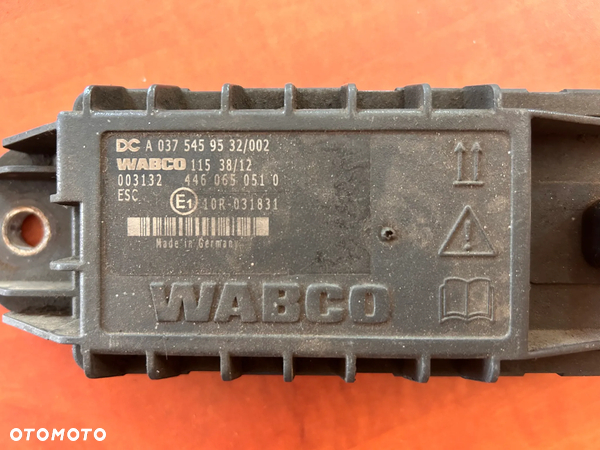 DC A 037 545 95 32/002
WABCO 115 38/12
003132 446 065 051 0
ESC E1 10R-031831
Made in Germany
WABCO
OTOMOTO
OTOMOTO